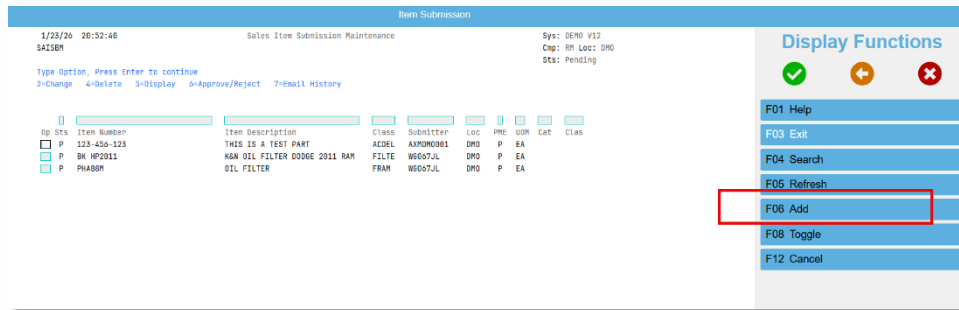 Item Submission
1/23/26 20:52:40 Sales Item Submission Maintenance Sys: DEMO V12
SAISBM Cmp: RM Loc: DMO
Sts: Pending
Type Option, Press Enter to continue
2=Change 4=Delete 5=Display 6=Approve/Reject 7=Email History
Op Sts Item Number Item Description Class Submitter Loc PME UOM Cat Clas
P 123-456-123 THIS IS A TEST PART ACDEL AXMDMO001 DMO P EA
P BK HP2011 K&N OIL FILTER DODGE 2011 RAM FILTE WG067JL DMO P EA
P PHA88M OIL FILTER FRAM WG067JL DMO P EA
Display Functions
F01 Help
F03 Exit
F04 Search
F05 Refresh
F06 Add
F08 Toggle
F12 Cancel